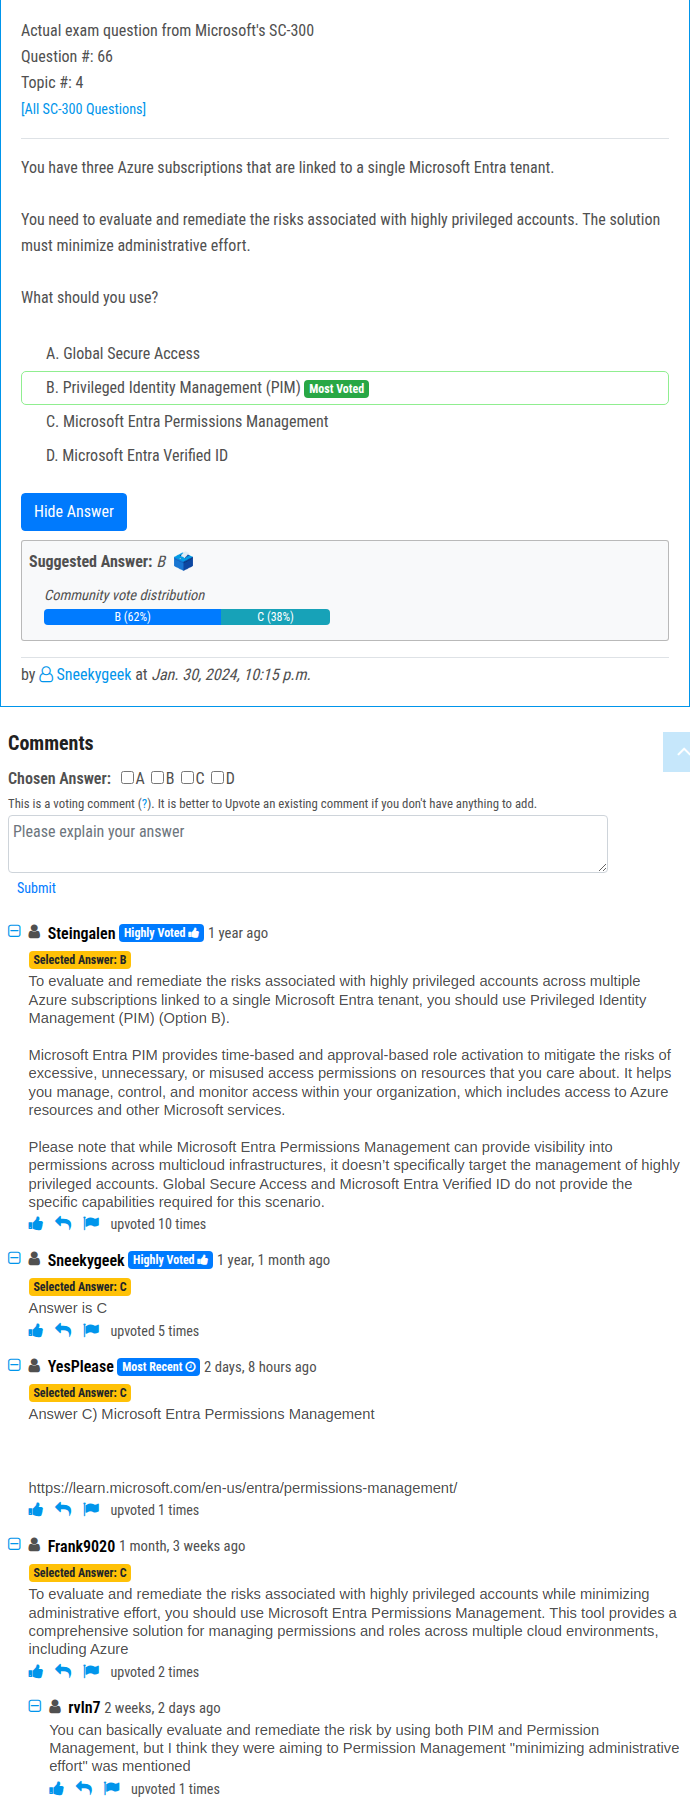 Actual exam question from Microsoft's SC-300
Question #: 66
Topic #: 4
[All SC-300 Questions]
You have three Azure subscriptions that are linked to a single Microsoft Entra tenant.
You need to evaluate and remediate the risks associated with highly privileged accounts. The solution
must minimize administrative effort.
What should you use?
A. Global Secure Access
B. Privileged Identity Management (PIM) Most Voted
C. Microsoft Entra Permissions Management
D. Microsoft Entra Verified ID
Hide Answer
Suggested Answer: B
Community vote distribution
B (62%) C (38%)
by Sneekygeek at Jan. 30, 2024, 10:15 p.m.
Comments
Chosen Answer: A B C D
This is a voting comment (?). It is better to Upvote an existing comment if you don't have anything to add.
Please explain your answer
Submit
Steingalen Highly Voted 1 year ago
Selected Answer: B
To evaluate and remediate the risks associated with highly privileged accounts across multiple
Azure subscriptions linked to a single Microsoft Entra tenant, you should use Privileged Identity
Management (PIM) (Option B).
Microsoft Entra PIM provides time-based and approval-based role activation to mitigate the risks of
excessive, unnecessary, or misused access permissions on resources that you care about. It helps
you manage, control, and monitor access within your organization, which includes access to Azure
resources and other Microsoft services.
Please note that while Microsoft Entra Permissions Management can provide visibility into
permissions across multicloud infrastructures, it doesn’t specifically target the management of highly
privileged accounts. Global Secure Access and Microsoft Entra Verified ID do not provide the
specific capabilities required for this scenario.
upvoted 10 times
Sneekygeek Highly Voted 1 year, 1 month ago
Selected Answer: C
Answer is C
upvoted 5 times
YesPlease Most Recent 2 days, 8 hours ago
Selected Answer: C
Answer C) Microsoft Entra Permissions Management
https://learn.microsoft.com/en-us/entra/permissions-management/
upvoted 1 times
Frank9020 1 month, 3 weeks ago
Selected Answer: C
To evaluate and remediate the risks associated with highly privileged accounts while minimizing
administrative effort, you should use Microsoft Entra Permissions Management. This tool provides a
comprehensive solution for managing permissions and roles across multiple cloud environments,
including Azure
upvoted 2 times
rvln7 2 weeks, 2 days ago
You can basically evaluate and remediate the risk by using both PIM and Permission
Management, but I think they were aiming to Permission Management "minimizing administrative
effort" was mentioned
upvoted 1 times